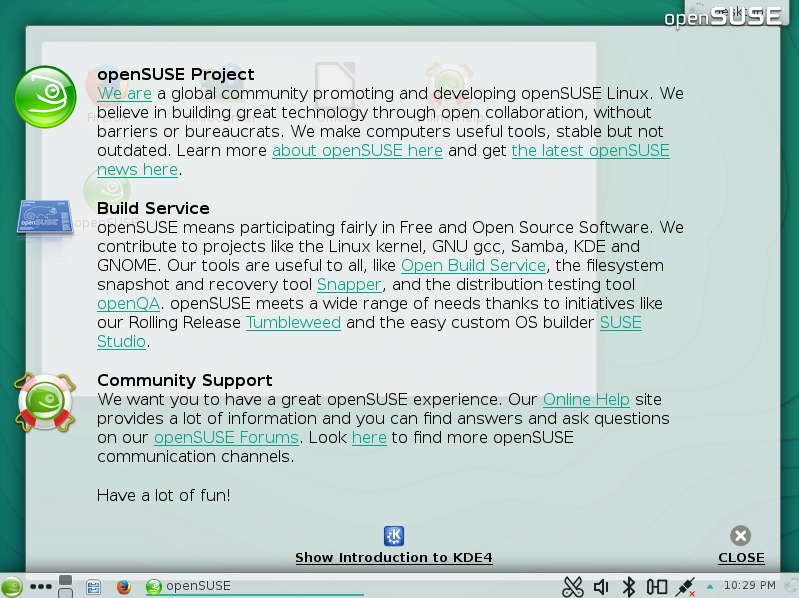 openSUSE
openSUSE Project
We are a global community promoting and developing openSUSE Linux. We
believe in building great technology through open collaboration, without
barriers or bureaucrats. We make computers useful tools, stable but not
outdated. Learn more about openSUSE here and get the latest openSUSE
news here.
Build Service
openSUSE means participating fairly in Free and Open Source Software. We
contribute to projects like the Linux kernel, GNU gcc, Samba, KDE and
GNOME. Our tools are useful to all, like Open Build Service, the filesystem
snapshot and recovery tool Snapper, and the distribution testing tool
openQA. openSUSE meets a wide range of needs thanks to initiatives like
our Rolling Release Tumbleweed and the easy custom OS builder SUSE
Studio.
Community Support
We want you to have a great openSUSE experience. Our Online Help site
provides a lot of information and you can find answers and ask questions
on our openSUSE Forums. Look here to find more openSUSE
communication channels.
Have a lot of fun!
Show Introduction to KDE4
CLOSE
openSUSE
10:29 PM